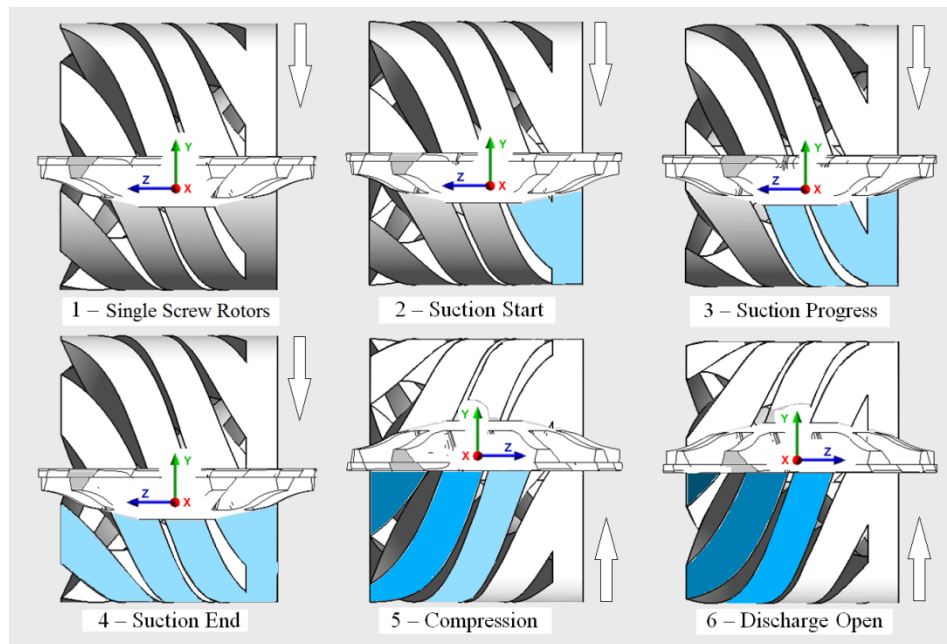 Y
Z
X
1 – Single Screw Rotors
Y
Z
X
2 – Suction Start
Y
Z
X
3 – Suction Progress
Y
Z
X
4 – Suction End
Y
X
Z
5 – Compression
Y
X
Z
6 – Discharge Open